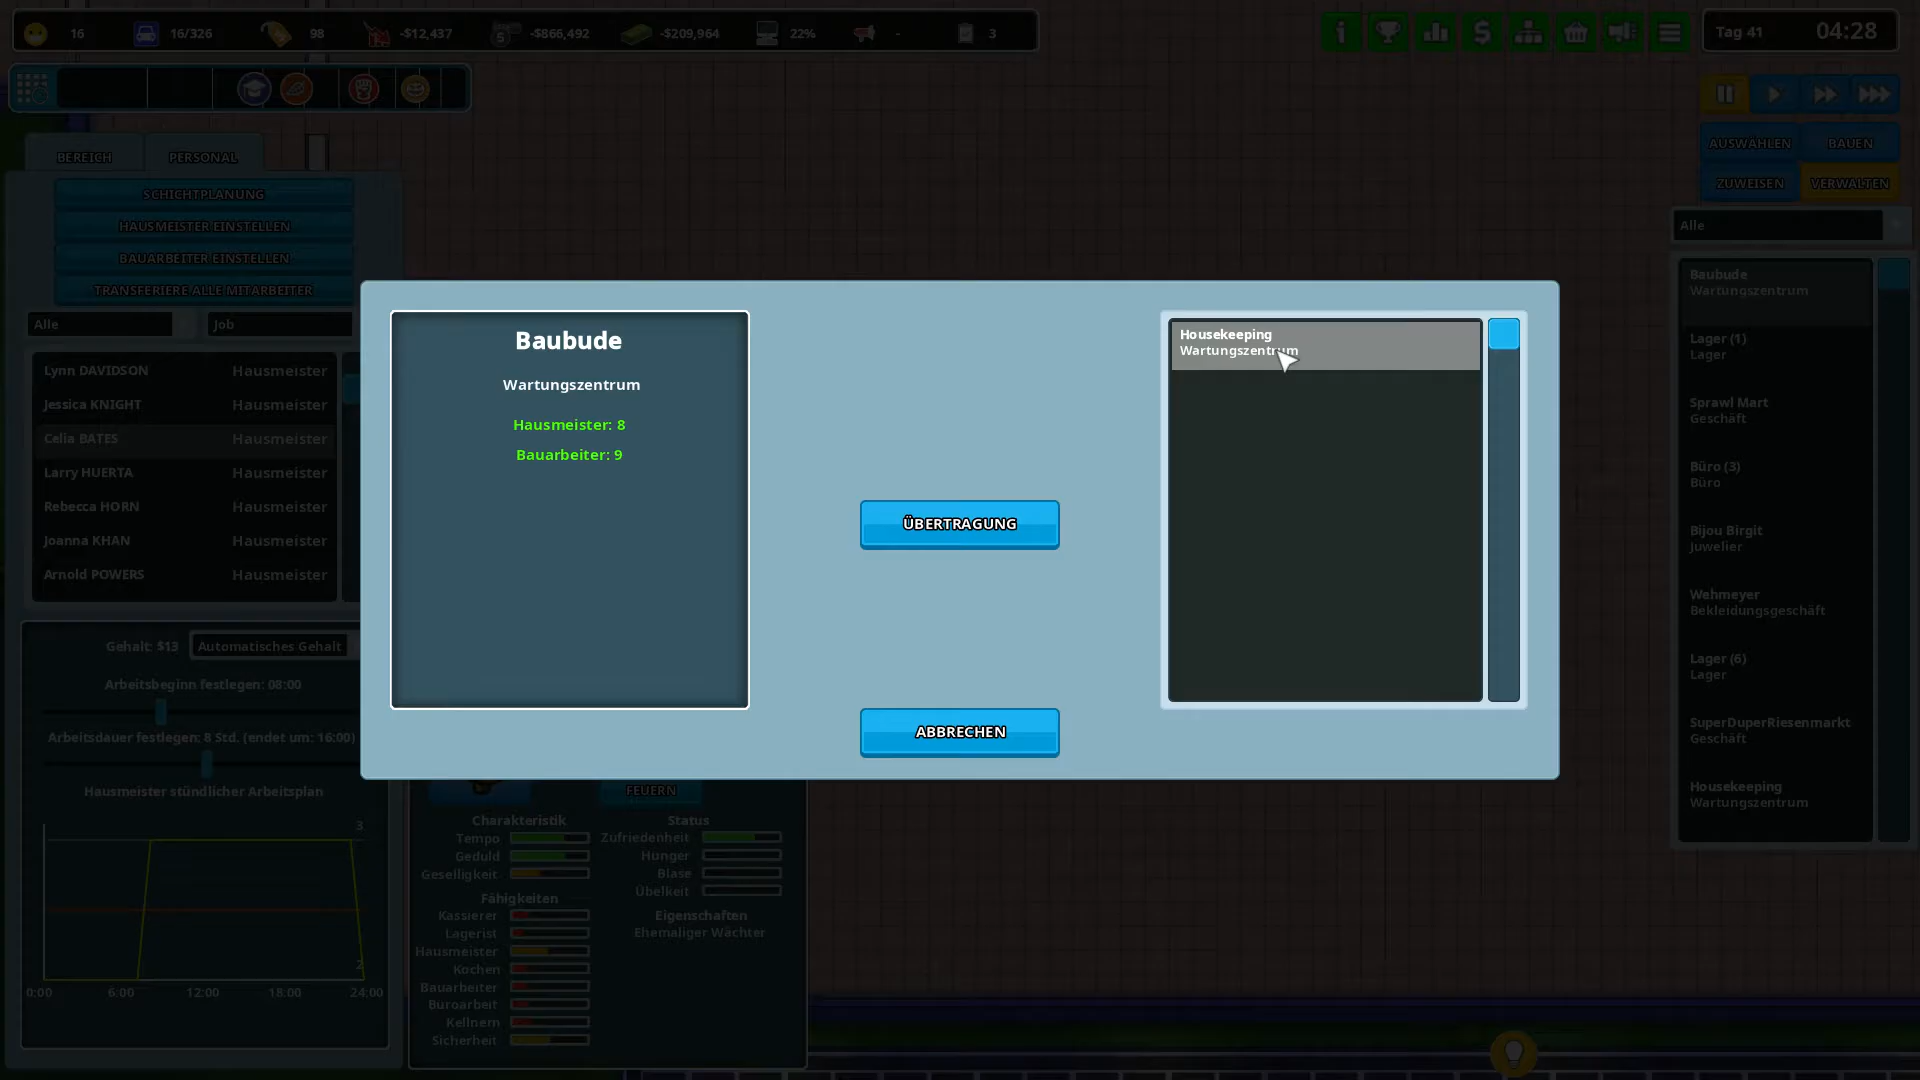 16
16/326
98
-$12,437
-$866,492
-$209,964
22%
-
3
Tag 41
04:28
BEREICH
PERSONAL
SCHICHTPLANUNG
HAUSMEISTER EINSTELLEN
BAUARBEITER EINSTELLEN
TRANSFERIERE ALLE MITARBEITER
Alle
Job
Lynn DAVIDSON Hausmeister
Jessica KNIGHT Hausmeister
Celia BATES Hausmeister
Larry HUERTA Hausmeister
Rebecca HORN Hausmeister
Joanna KHAN Hausmeister
Arnold POWERS Hausmeister
Gehalt: $13
Automatisches Gehalt
Arbeitsbeginn festlegen: 08:00
Arbeitsdauer festlegen: 8 Std. (endet um: 16:00)
Hausmeister stündlicher Arbeitsplan
3
2
0:00 6:00 12:00 18:00 24:00
Baubude
Wartungszentrum
Hausmeister: 8
Bauarbeiter: 9
ÜBERTRAGUNG
ABBRECHEN
Housekeeping
Wartungszentrum
FEUERN
Charakteristik
Tempo
Geduld
Geselligkeit
Fähigkeiten
Kassierer
Lagerist
Hausmeister
Kochen
Bauarbeiter
Büroarbeit
Kellnern
Sicherheit
Status
Zufriedenheit
Hunger
Blase
Übelkeit
Eigenschaften
Ehemaliger Wächter
AUSWÄHLEN
BAUEN
ZUWEISEN
VERWALTEN
Alle
Baubude
Wartungszentrum
Lager (1)
Lager
Sprawl Mart
Geschäft
Büro (3)
Büro
Bijou Birgit
Juwelier
Wehmeyer
Bekleidungsgeschäft
Lager (6)
Lager
SuperDuperRiesenmarkt
Geschäft
Housekeeping
Wartungszentrum